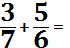 3/7 + 5/6 =